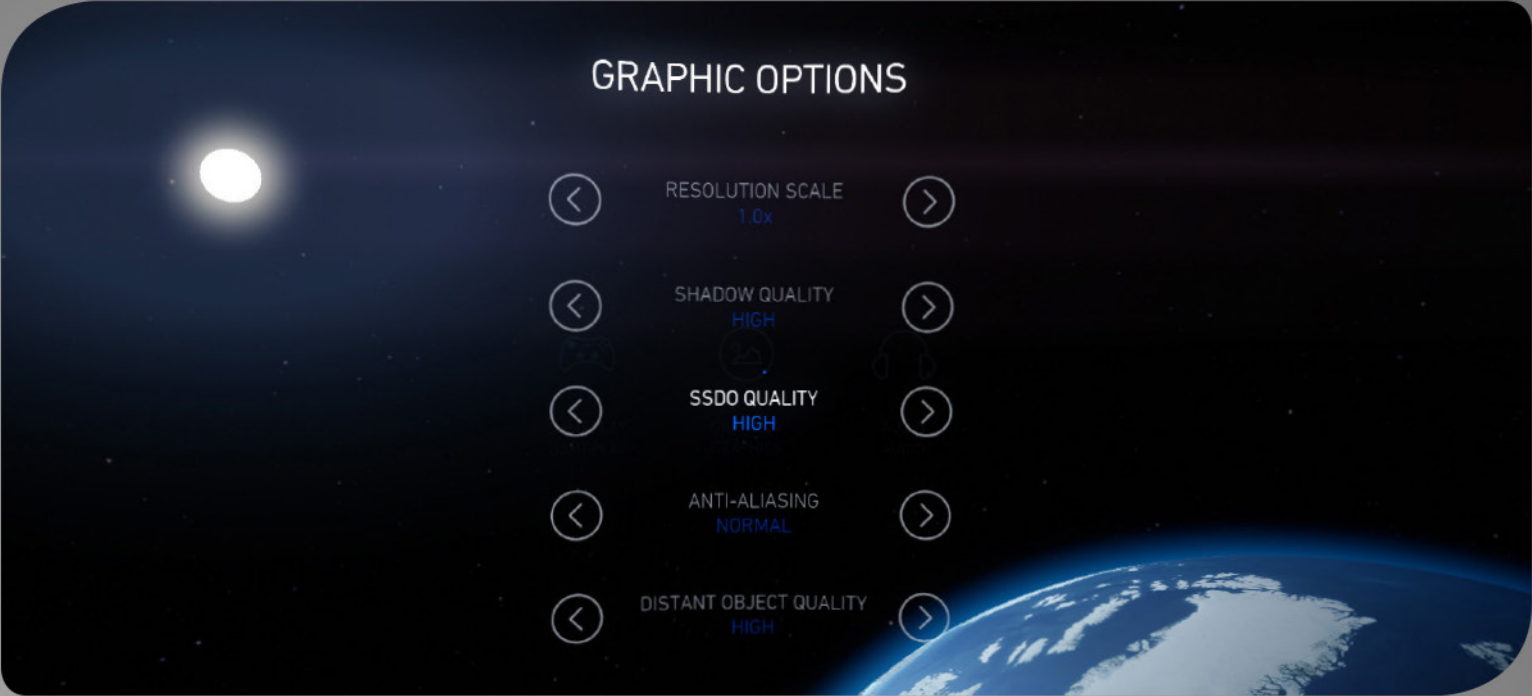 GRAPHIC OPTIONS
RESOLUTION SCALE
1.0x
SHADOW QUALITY
HIGH
SSDO QUALITY
HIGH
ANTI-ALIASING
NORMAL
DISTANT OBJECT QUALITY
HIGH